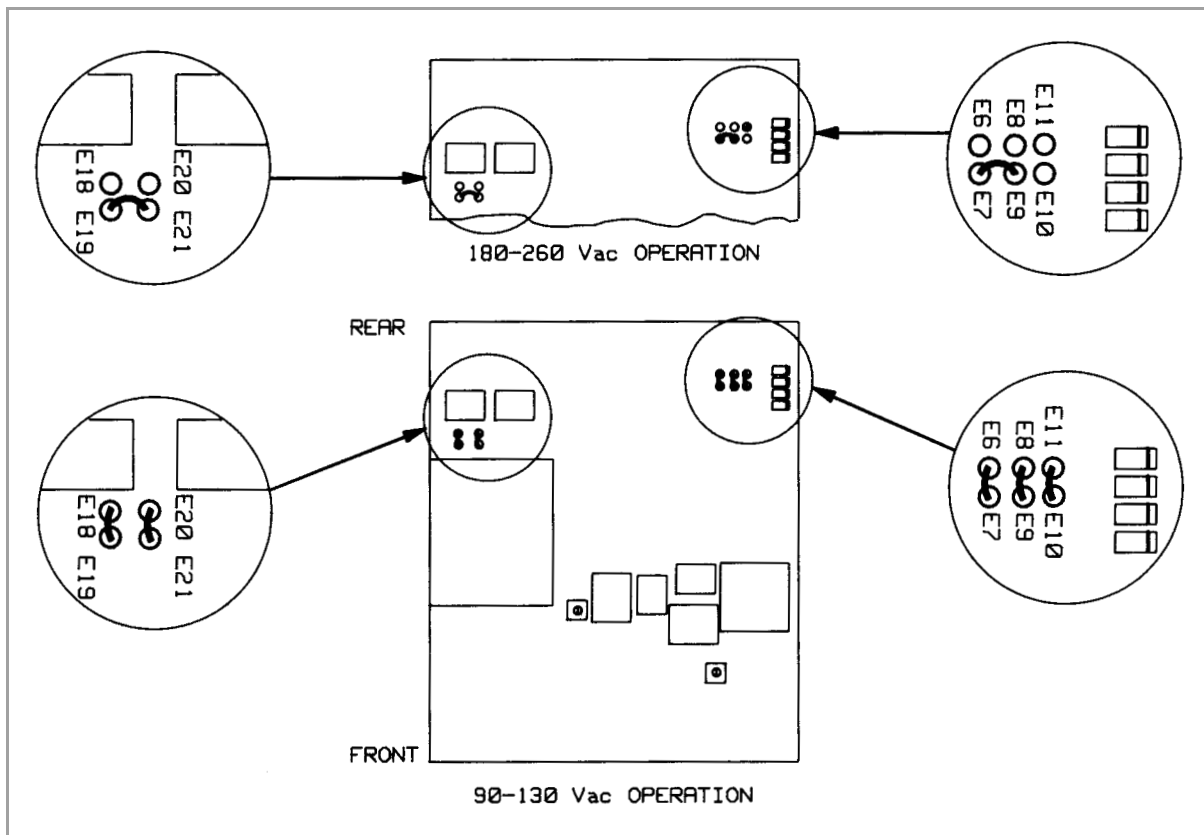 E18 E19
E20 E21
E6
E8
E11
E7
E9
E10
180-260 Vac OPERATION
REAR
E18 E19
E20 E21
E6
E8
E11
E7
E9
E10
FRONT
90-130 Vac OPERATION